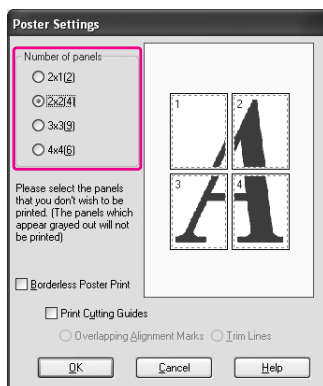 Poster Settings
Number of panels
2x1(2)
2x2(4)
3x3(9)
4x4(6)
1
2
3
4
Please select the panels
that you don't wish to be
printed. (The panels which
appear grayed out will not
be printed)
Borderless Poster Print
Print Cutting Guides
Overlapping Alignment Marks
Trim Lines
OK
Cancel
Help